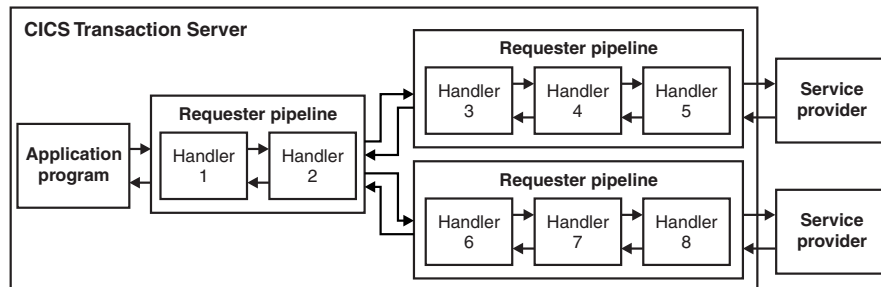 CICS Transaction Server
Requester pipeline
Handler
3
Handler
4
Handler
5
Service
provider
Requester pipeline
Application
program
Handler
1
Handler
2
Requester pipeline
Handler
6
Handler
7
Handler
8
Service
provider